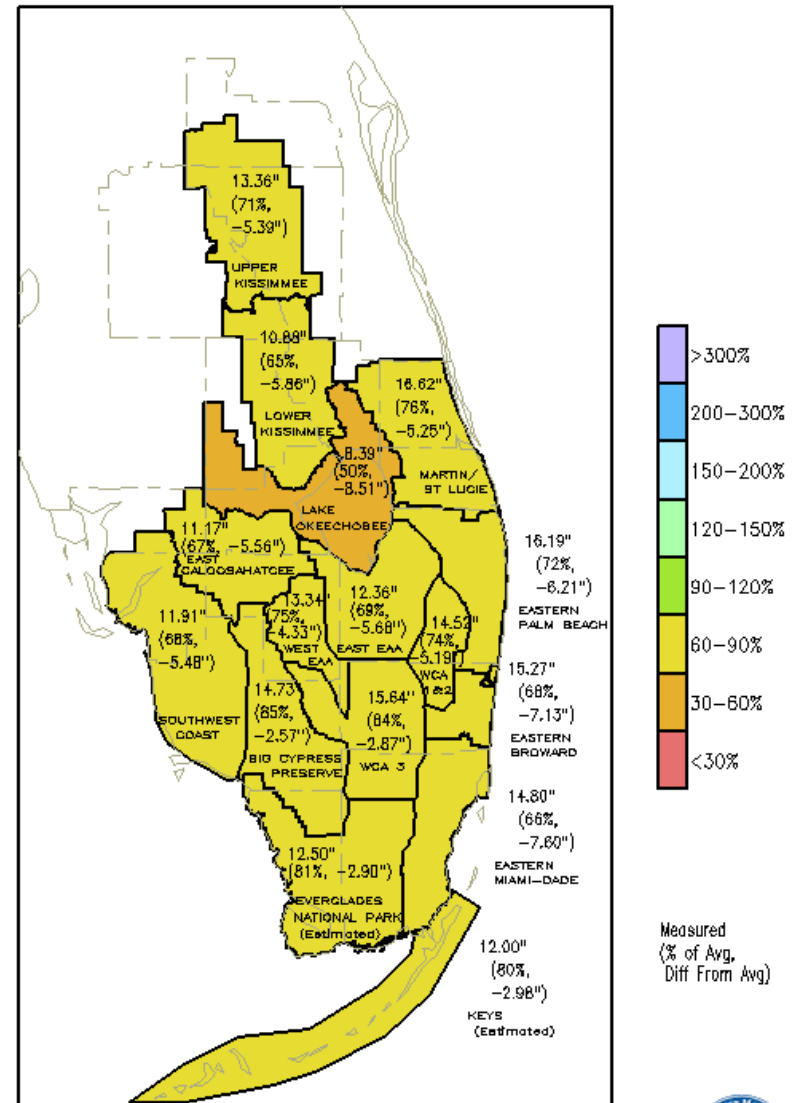 13.36"
(71%,
-5.39")
UPPER
KISSIMMEE
10.88"
(65%,
-5.86")
LOWER
KISSIMMEE
16.62"
(76%,
-5.25")
MARTIN/
ST LUCIE
8.39"
(50%,
-8.51")
LAKE
OKEECHOBEE
11.17"
(67%, -5.56")
EAST
CALOOSAHATCEE
11.91"
(68%,
-5.48")
SOUTHWEST
COAST
13.34"
(75%,
-4.33")
WEST
EAA
12.36"
(69%,
-5.68")
EAST EAA
14.52"
(74%,
-5.19")
WCA
1&2
16.19"
(72%,
-6.21")
EASTERN
PALM BEACH
14.73"
(85%,
-2.57")
BIG CYPRESS
PRESERVE
15.64"
(84%,
-2.87")
WCA 3
15.27"
(68%,
-7.13")
EASTERN
BROWARD
14.80"
(66%,
-7.60")
EASTERN
MIAMI-DADE
12.50"
(81%, -2.90")
EVERGLADES
NATIONAL PARK
(Estimated)
12.00"
(80%,
-2.98")
KEYS
(Estimated)
>300%
200-300%
150-200%
120-150%
90-120%
60-90%
30-60%
<30%
Measured
(% of Avg,
Diff From Avg)